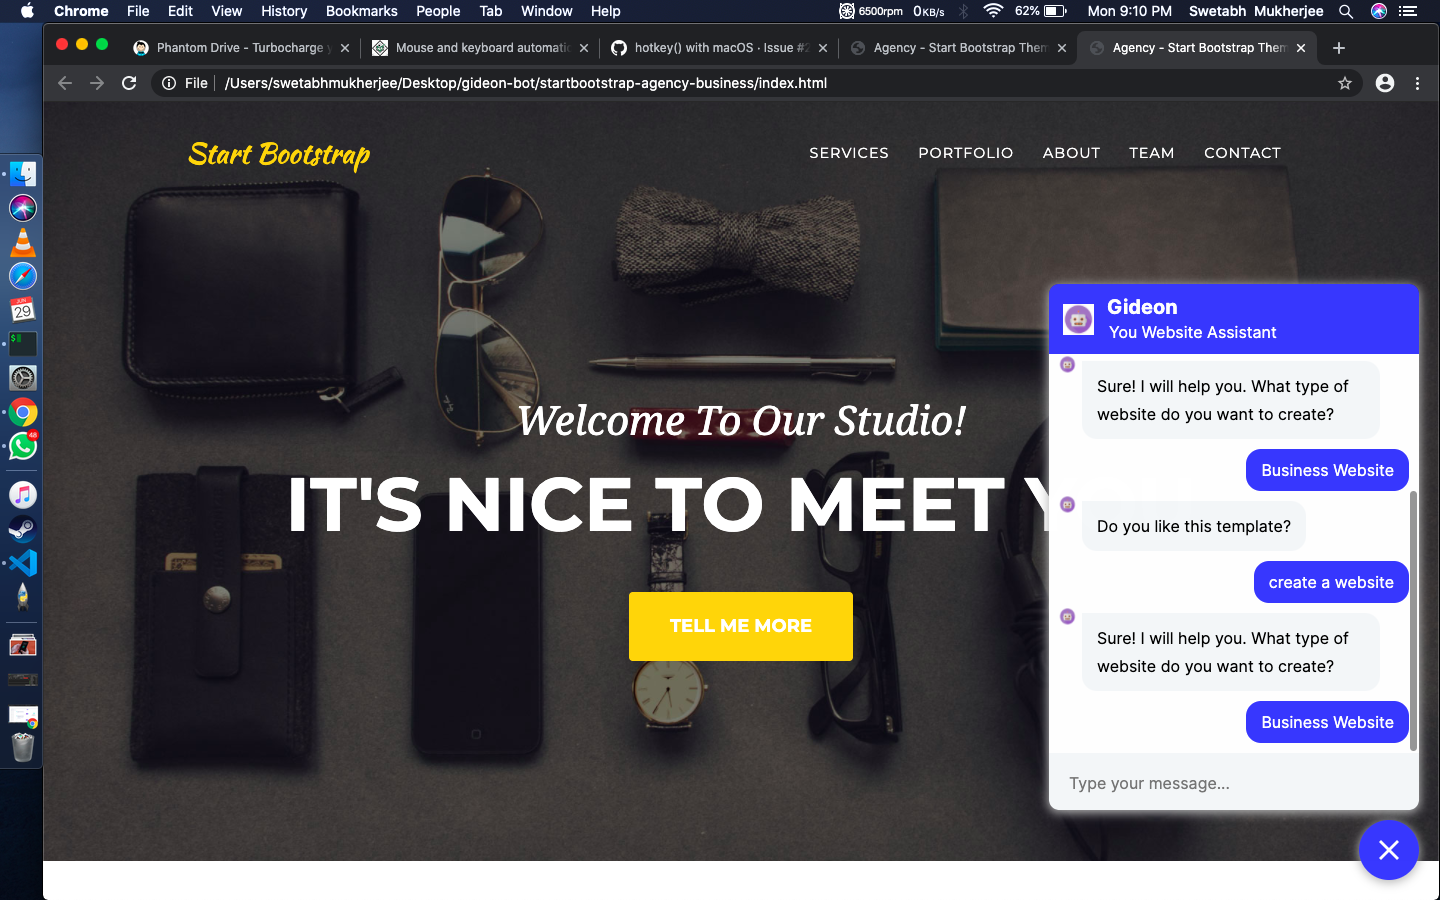 Chrome File Edit View History Bookmarks People Tab Window Help 6500rpm 0KB/s 62% Mon 9:10 PM Swetabh Mukherjee
Phantom Drive - Turbocharge y
Mouse and keyboard automatic
hotkey() with macOS · Issue #2
Agency - Start Bootstrap Them
Agency - Start Bootstrap Them
File /Users/swetabhmukherjee/Desktop/gideon-bot/startbootstrap-agency-business/index.html
Start Bootstrap
SERVICES PORTFOLIO ABOUT TEAM CONTACT
JUN
29
48
Welcome To Our Studio!
IT'S NICE TO MEET Y
TELL ME MORE
Gideon
You Website Assistant
Sure! I will help you. What type of
website do you want to create?
Business Website
Do you like this template?
create a website
Sure! I will help you. What type of
website do you want to create?
Business Website
Type your message...